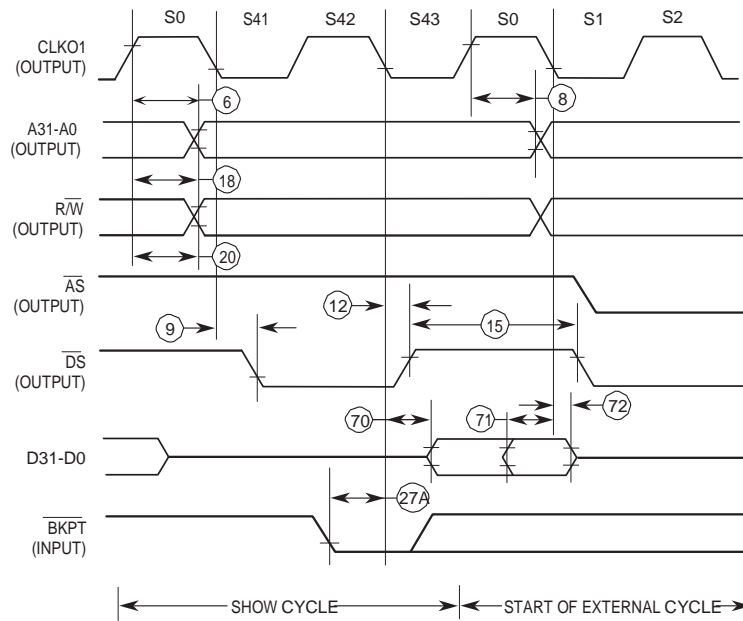 S0 S41 S42 S43 S0 S1 S2
CLKO1
(OUTPUT)
6
8
A31-A0
(OUTPUT)
18
R/W
(OUTPUT)
20
AS
(OUTPUT)
12
15
9
DS
(OUTPUT)
72
70
71
D31-D0
27A
BKPT
(INPUT)
SHOW CYCLE
START OF EXTERNAL CYCLE